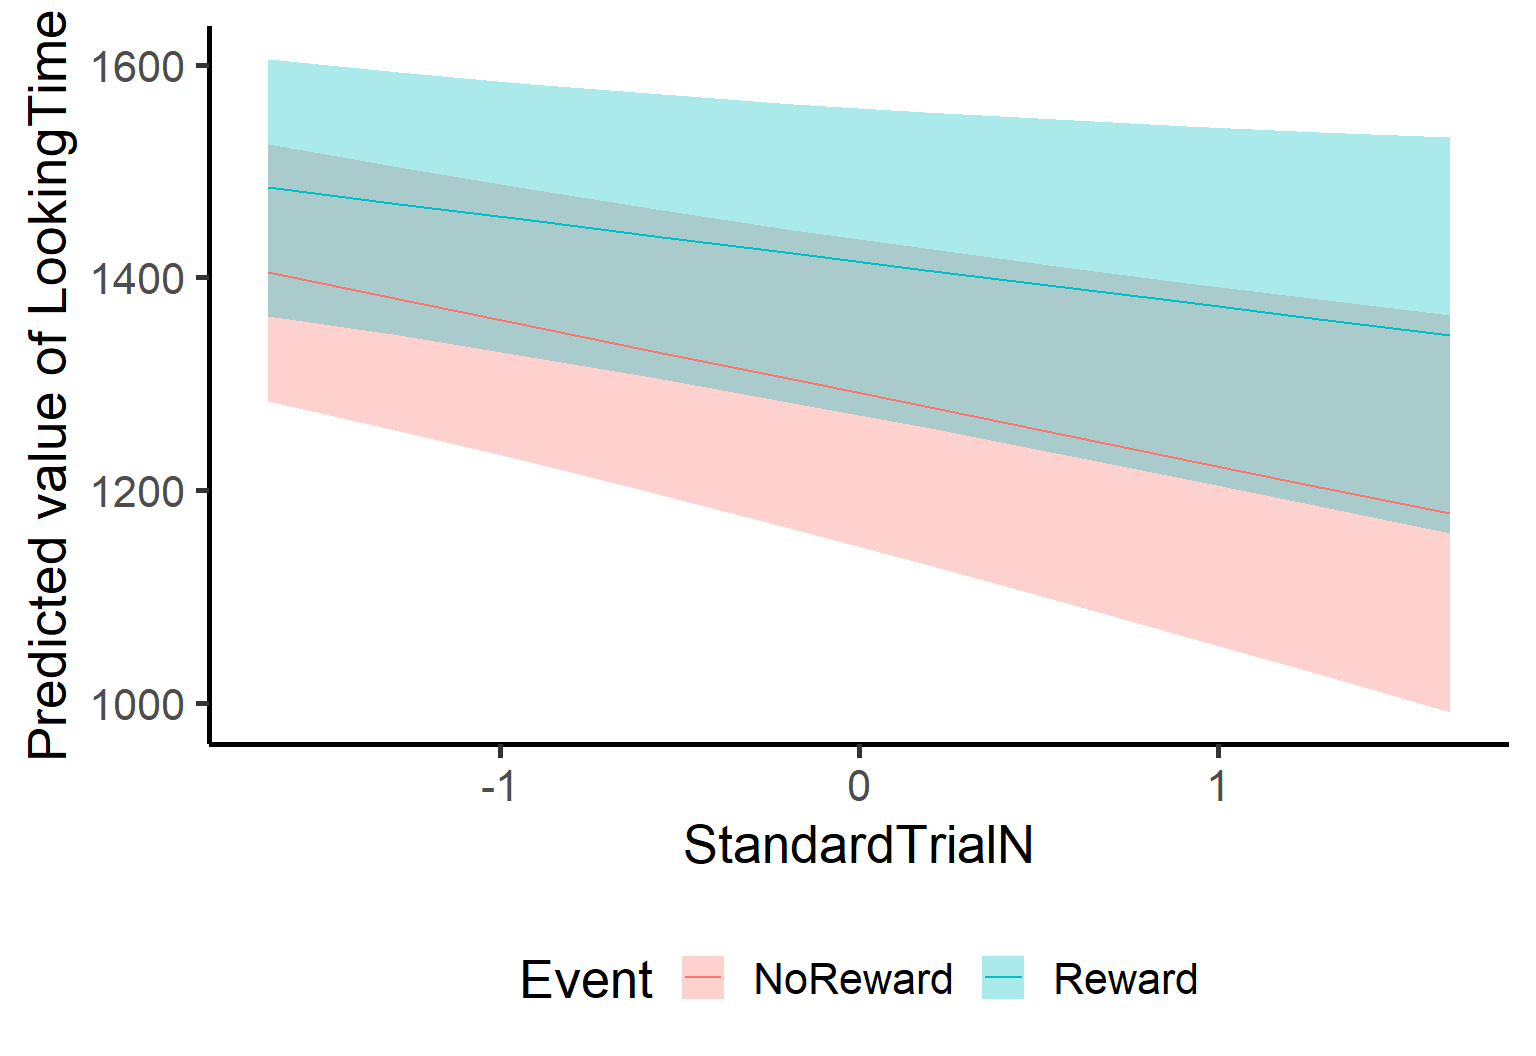 Predicted value of LookingTime
1600
1400
1200
1000
-1 0 1
StandardTrialN
Event NoReward Reward